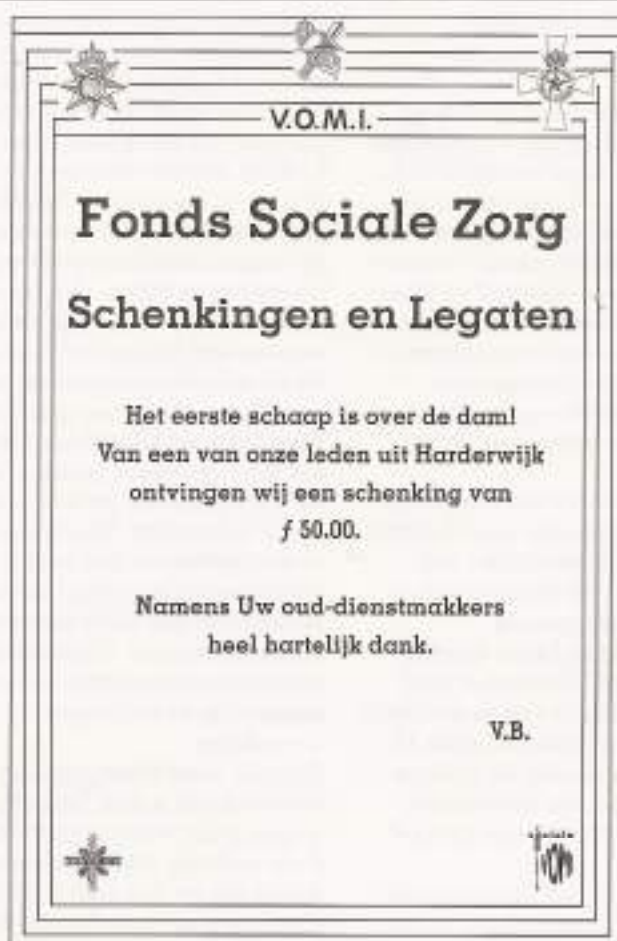 V.O.M.I.
Fonds Sociale Zorg
Schenkingen en Legaten
Het eerste schaap is over de dam!
Van een van onze leden uit Harderwijk
ontvingen wij een schenking van
ƒ 50.00.
Namens Uw oud-dienstmakkers
heel hartelijk dank.
V.B.